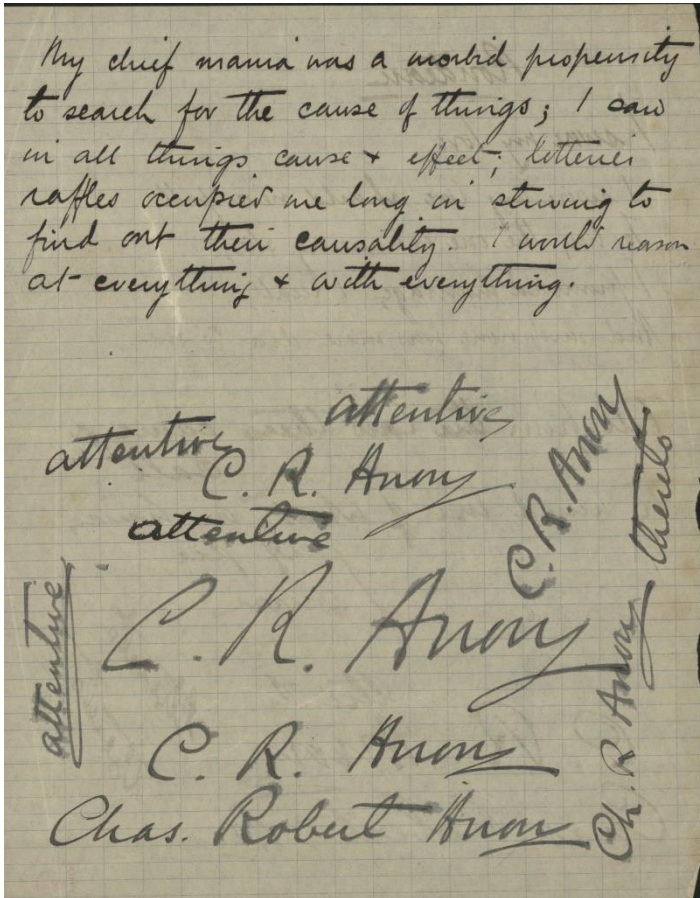 My chief mania was a morbid propensity
to search for the cause of things; I saw
in all things cause + effect; lotteries
raffles occupied me long in striving to
find out their causality. I would reason
at everything + with everything.
attentive
attentive
C. R. Anon
attentive
C. R. Anon
thereto
attentive
C. R. Anon
C. R. Anon
Ch. R Anon
Chas. Robert Anon